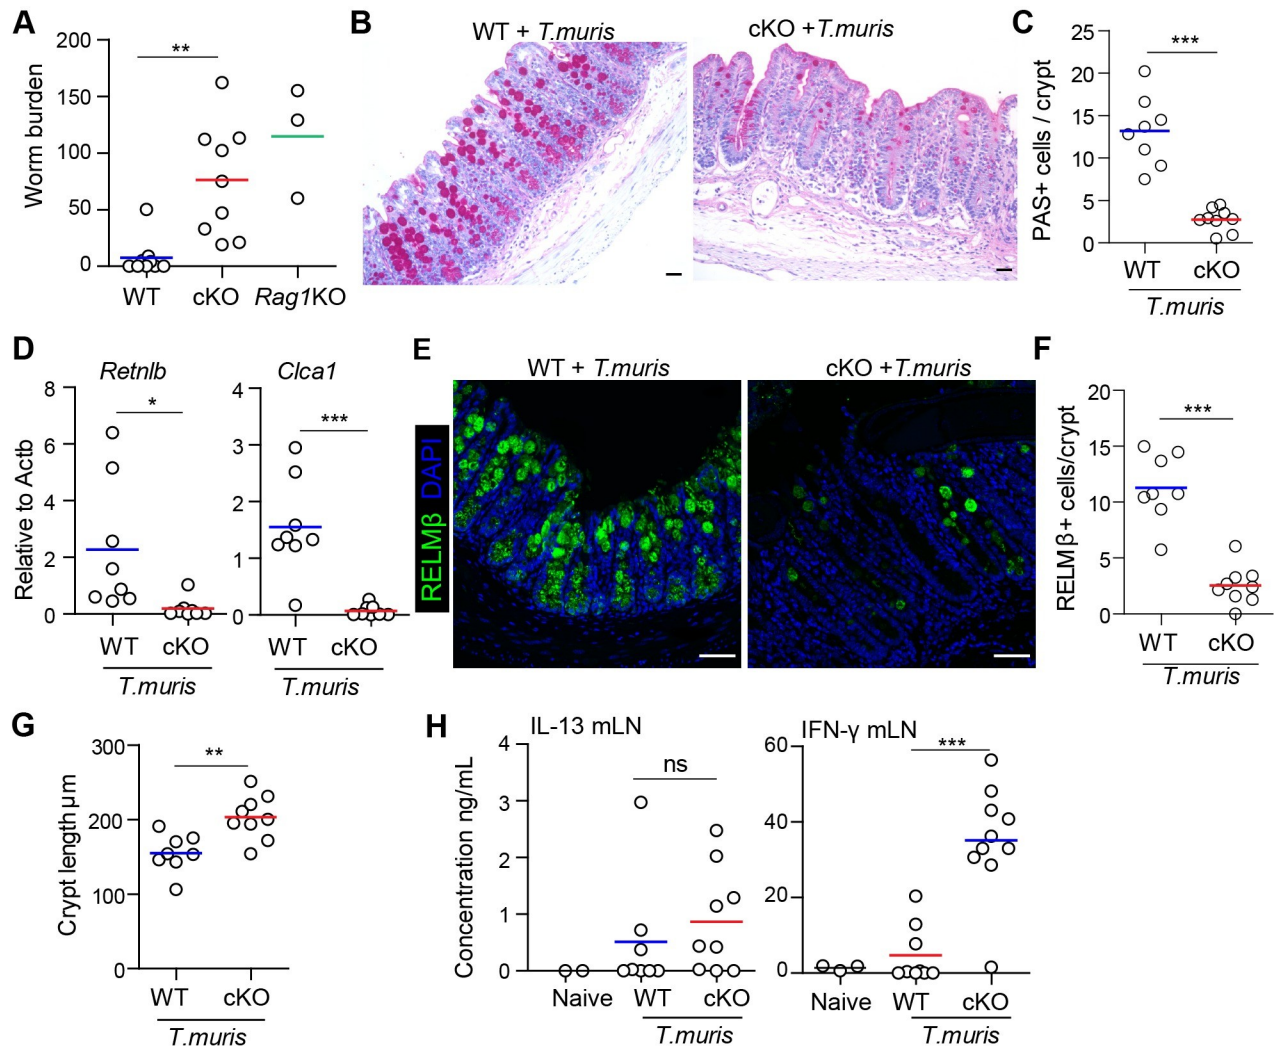 A
Worm burden
200
150
100
50
0
**
WT
cKO
Rag1KO
B
WT + T.muris
cKO +T.muris
C
PAS+ cells / crypt
25
20
15
10
5
0
***
WT
cKO
T.muris
D
Relative to Actb
Retnlb
8
6
4
2
0
*
WT
cKO
T.muris
Clca1
4
3
2
1
0
***
WT
cKO
T.muris
E
WT + T.muris
cKO +T.muris
RELMβ DAPI
F
RELMβ+ cells/crypt
20
15
10
5
0
***
WT
cKO
T.muris
G
Crypt length µm
300
200
100
0
**
WT
cKO
T.muris
H
Concentration ng/mL
IL-13 mLN
4
3
2
1
0
ns
Naive
WT
cKO
T.muris
IFN-γ mLN
60
40
20
0
***
Naive
WT
cKO
T.muris